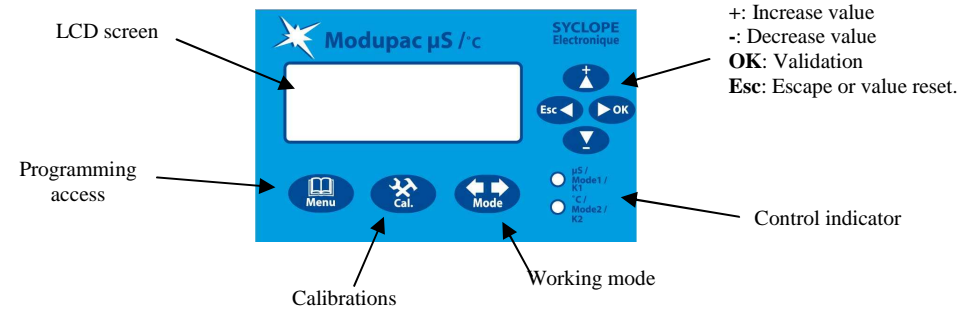 +: Increase value
-: Decrease value
OK: Validation
Esc: Escape or value reset.
LCD screen
Modupac µS /°c
SYCLOPE
Electronique
+
Esc
OK
-
Programming
access
Menu
Cal.
Mode
µS /
Mode1 /
K1
°C /
Mode2 /
K2
Control indicator
Working mode
Calibrations